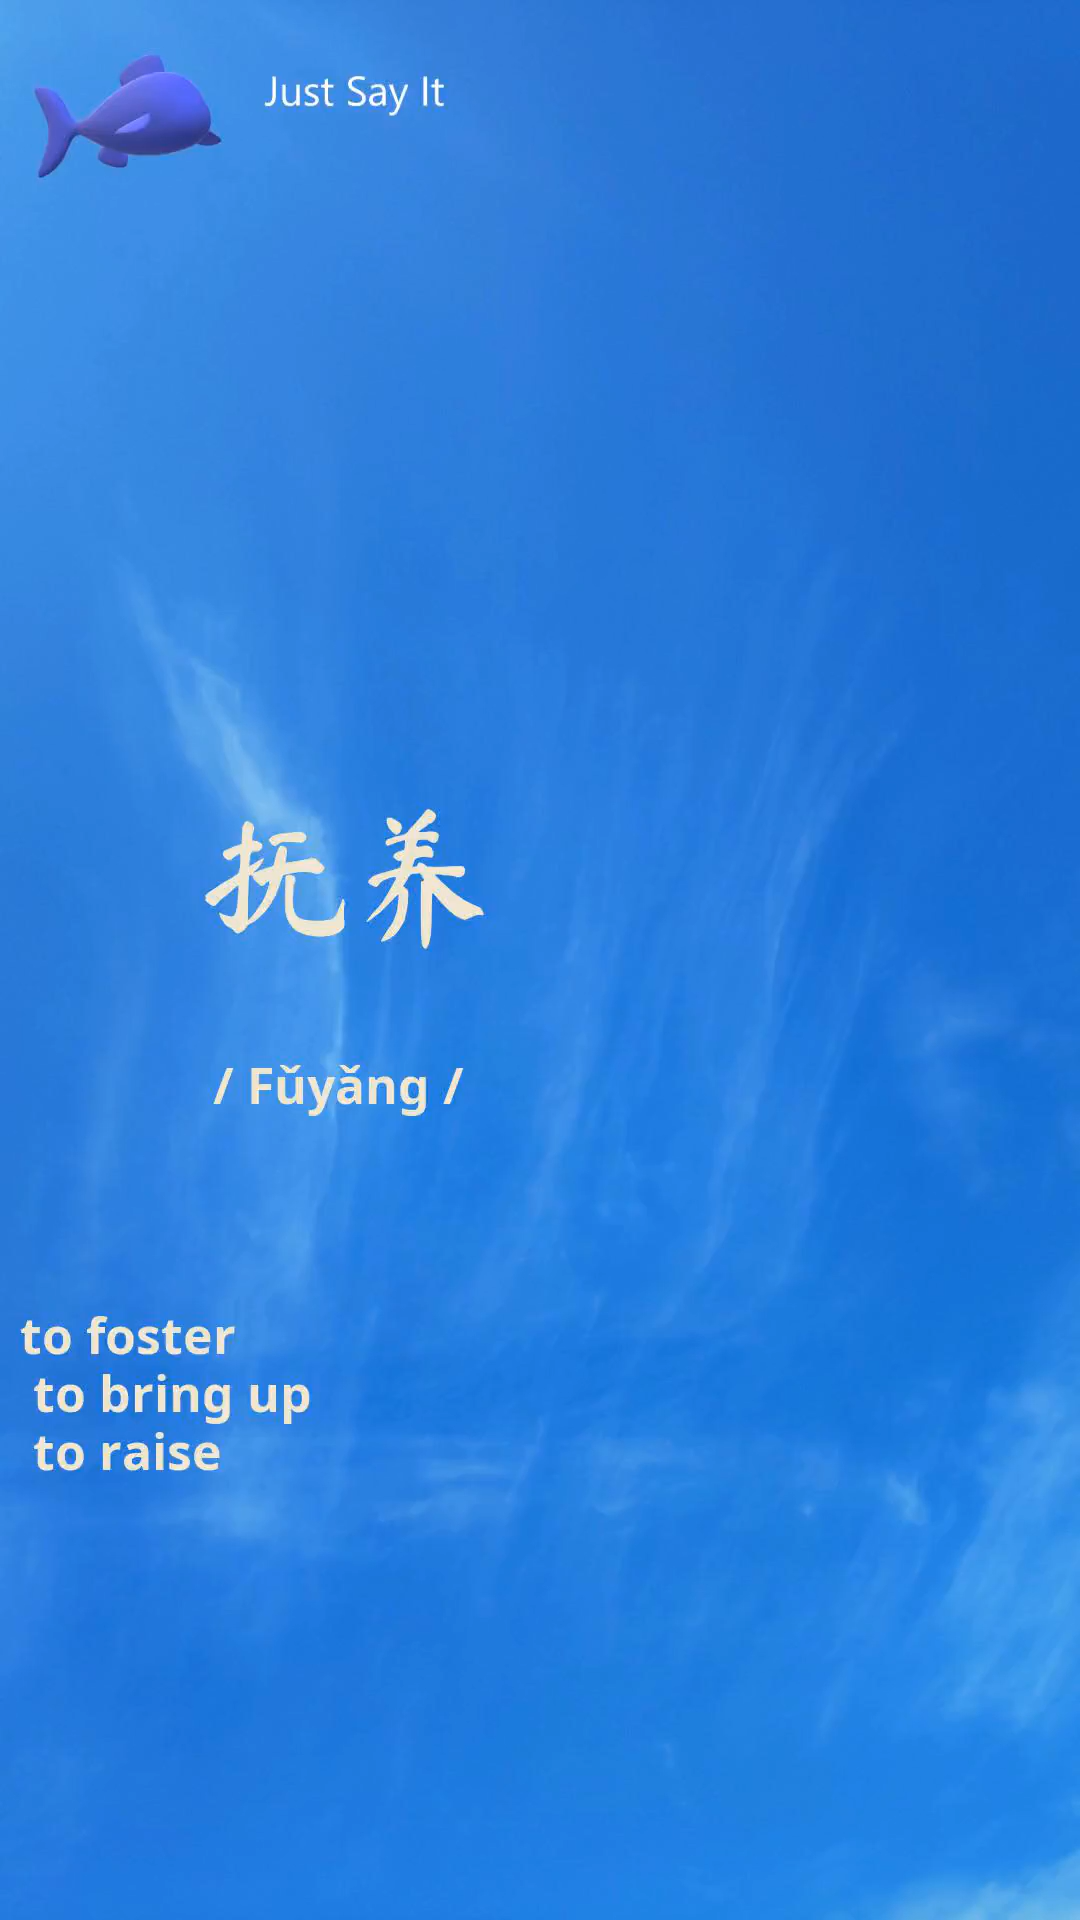 Just Say It
抚养
/ Fǔyǎng /
to foster
to bring up
to raise